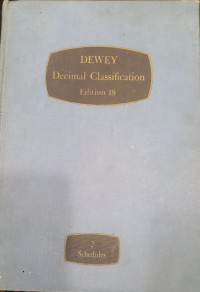 DEWEY
Decimal Classification
Edition 18
2
Schedules